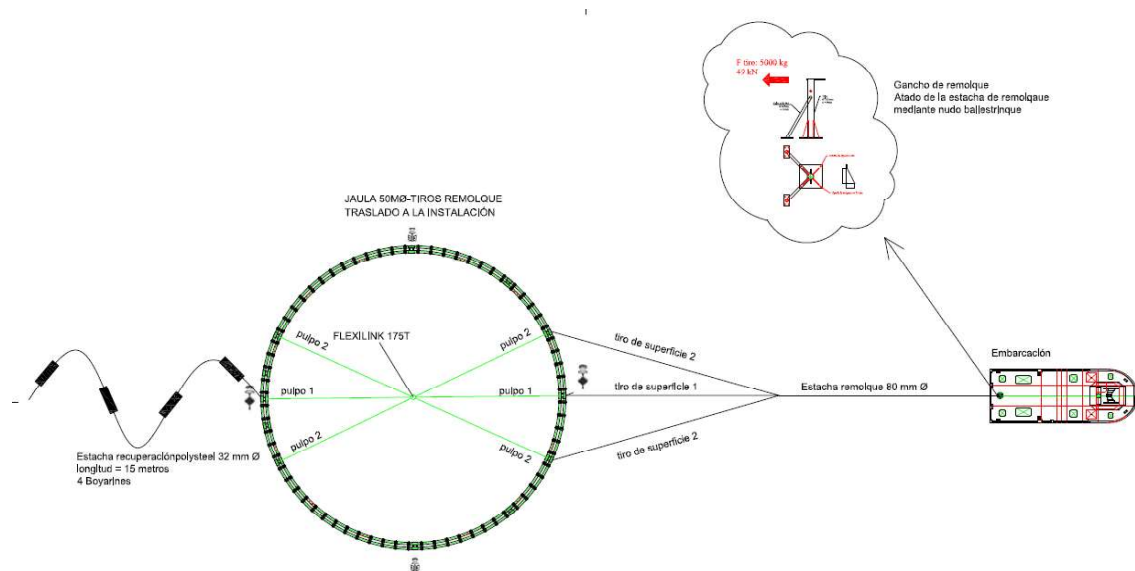 F tiro: 5000 kg
49 kN
Gancho de remolque
Atado de la estacha de remolqaue
mediante nudo ballestrinque
JAULA 50MØ-TIROS REMOLQUE
TRASLADO A LA INSTALACIÓN
pulpo 2
FLEXILINK 175T
pulpo 2
tiro de superficie 2
Embarcación
pulpo 1
pulpo 1
tiro de superficie 1
Estacha remolque 80 mm Ø
pulpo 2
pulpo 2
tiro de superficie 2
Estacha recuperaciónpolysteel 32 mm Ø
longitud = 15 metros
4 Boyarines